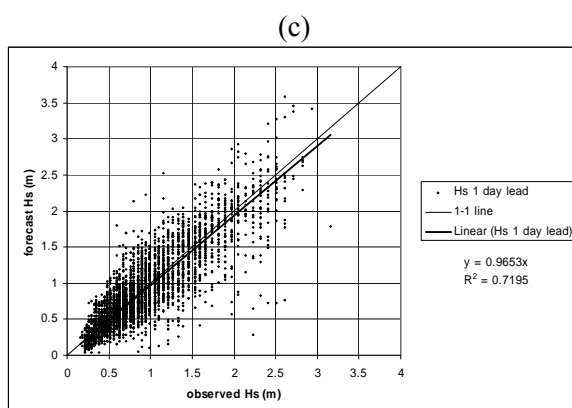 (c)
4
3.5
3
2.5
2
1.5
1
0.5
0
forecast Hs (m)
0 0.5 1 1.5 2 2.5 3 3.5 4
observed Hs (m)
Hs 1 day lead
1-1 line
Linear (Hs 1 day lead)
y = 0.9653x
R² = 0.7195